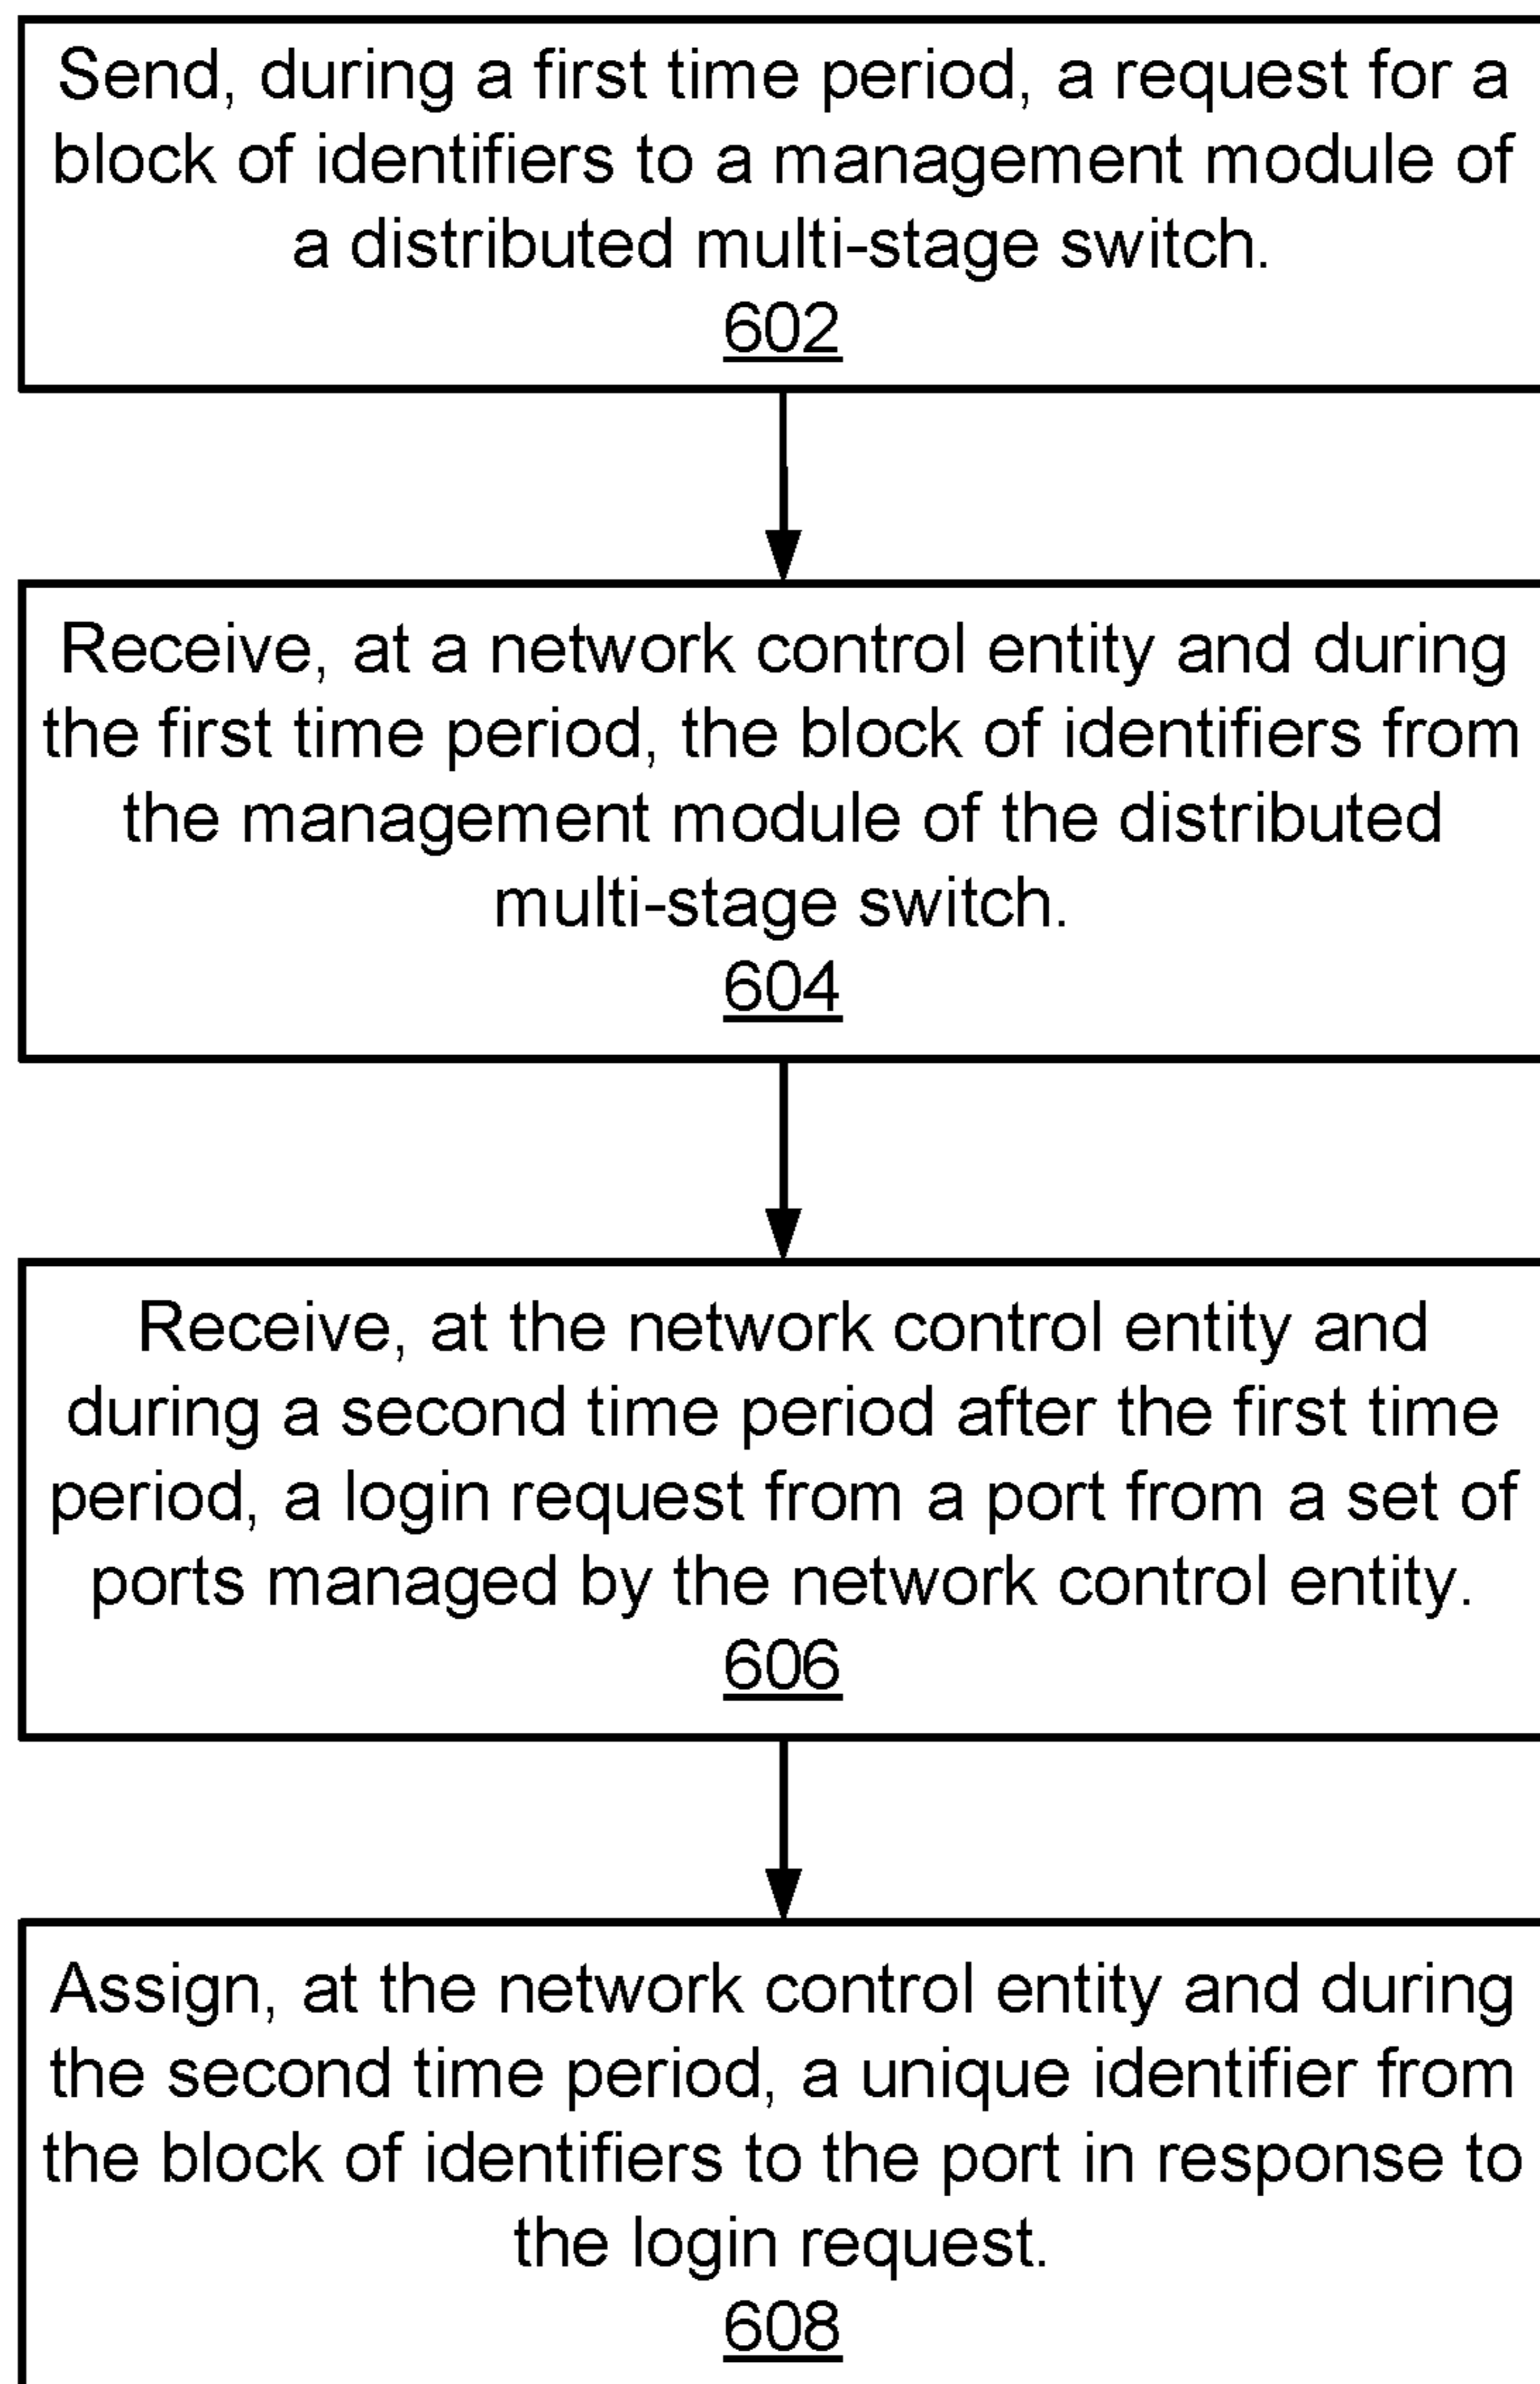 Send, during a first time period, a request for a
block of identifiers to a management module of
a distributed multi-stage switch.
602
Receive, at a network control entity and during
the first time period, the block of identifiers from
the management module of the distributed
multi-stage switch.
604
Receive, at the network control entity and
during a second time period after the first time
period, a login request from a port from a set of
ports managed by the network control entity.
606
Assign, at the network control entity and during
the second time period, a unique identifier from
the block of identifiers to the port in response to
the login request.
608